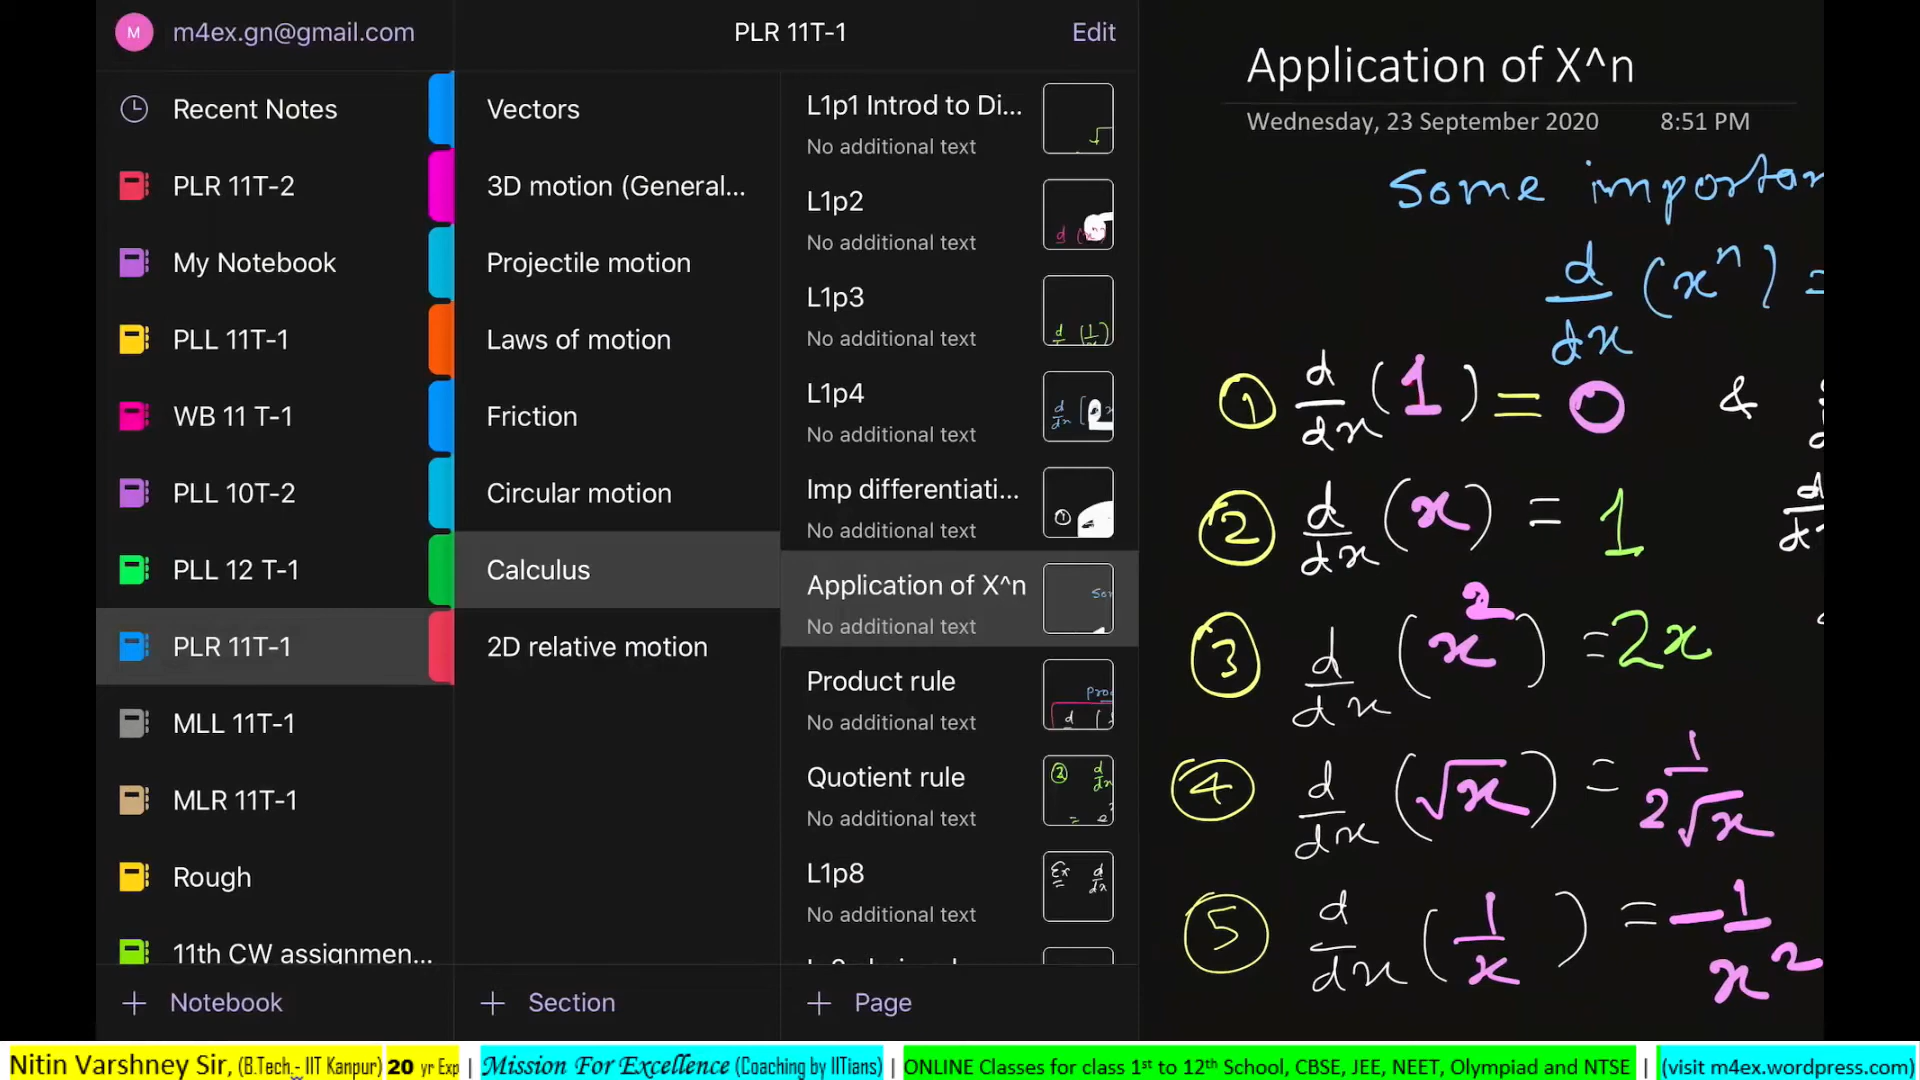 M m4ex.gn@gmail.com
Recent Notes
PLR 11T-2
My Notebook
PLL 11T-1
WB 11 T-1
PLL 10T-2
PLL 12 T-1
PLR 11T-1
MLL 11T-1
MLR 11T-1
Rough
11th CW assignmen...
+ Notebook
PLR 11T-1 Edit
Vectors
3D motion (General...
Projectile motion
Laws of motion
Friction
Circular motion
Calculus
2D relative motion
+ Section
L1p1 Introd to Di...
No additional text
L1p2
No additional text
L1p3
No additional text
L1p4
No additional text
Imp differentiati...
No additional text
Application of X^n
No additional text
Product rule
No additional text
Quotient rule
No additional text
L1p8
No additional text
+ Page
Application of X^n
Wednesday, 23 September 2020 8:51 PM
Some importan
d/dx (xⁿ) =
① d/dx (1) = 0 &
② d/dx (x) = 1
③ d/dx (x²) = 2x
④ d/dx (√x) = 1/2√x
⑤ d/dx (1/x) = -1/x²
Nitin Varshney Sir, (B.Tech.- IIT Kanpur) 20 yr Exp | Mission For Excellence (Coaching by IITians) | ONLINE Classes for class 1st to 12th School, CBSE, JEE, NEET, Olympiad and NTSE | (visit m4ex.wordpress.com)